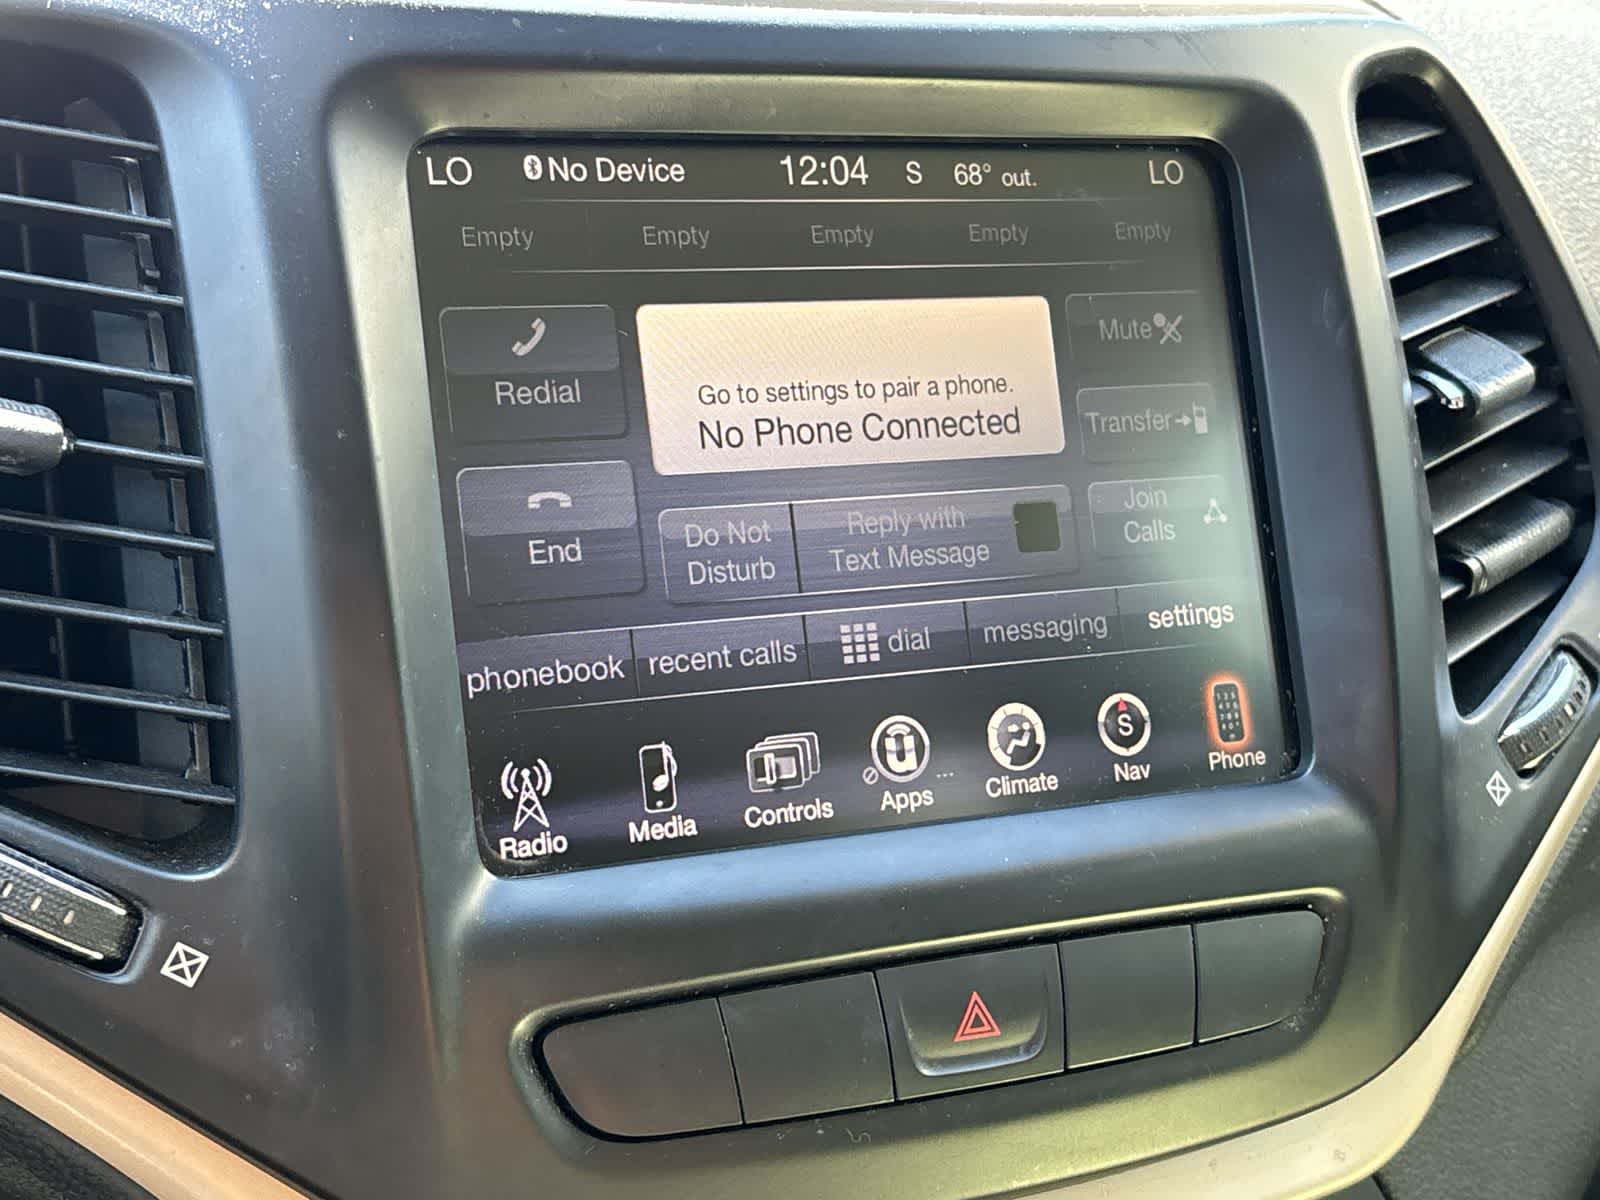 LO No Device 12:04 S 68° out. LO
Empty Empty Empty Empty Empty
Redial
Go to settings to pair a phone.
No Phone Connected
Mute
Transfer
End
Do Not
Disturb
Reply with
Text Message
Join
Calls
phonebook recent calls dial messaging settings
Radio Media Controls Apps ... Climate S Nav Phone